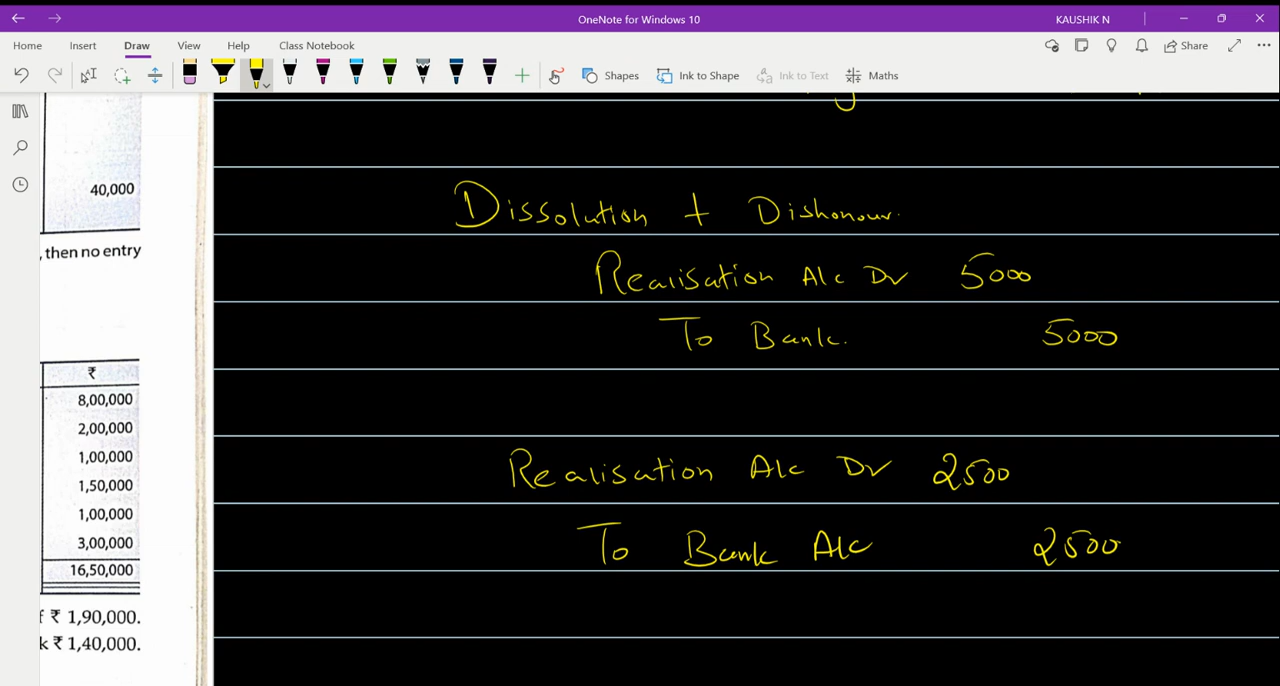 OneNote for Windows 10
KAUSHIK N
Home Insert Draw View Help Class Notebook
Share
Shapes Ink to Shape Ink to Text Maths
40,000
, then no entry
₹
8,00,000
2,00,000
1,00,000
1,50,000
1,00,000
3,00,000
16,50,000
f ₹ 1,90,000.
k ₹ 1,40,000.
Dissolution + Dishonour.
Realisation A/c Dr 5000
To Bank. 5000
Realisation A/c Dr 2500
To Bank A/c 2500